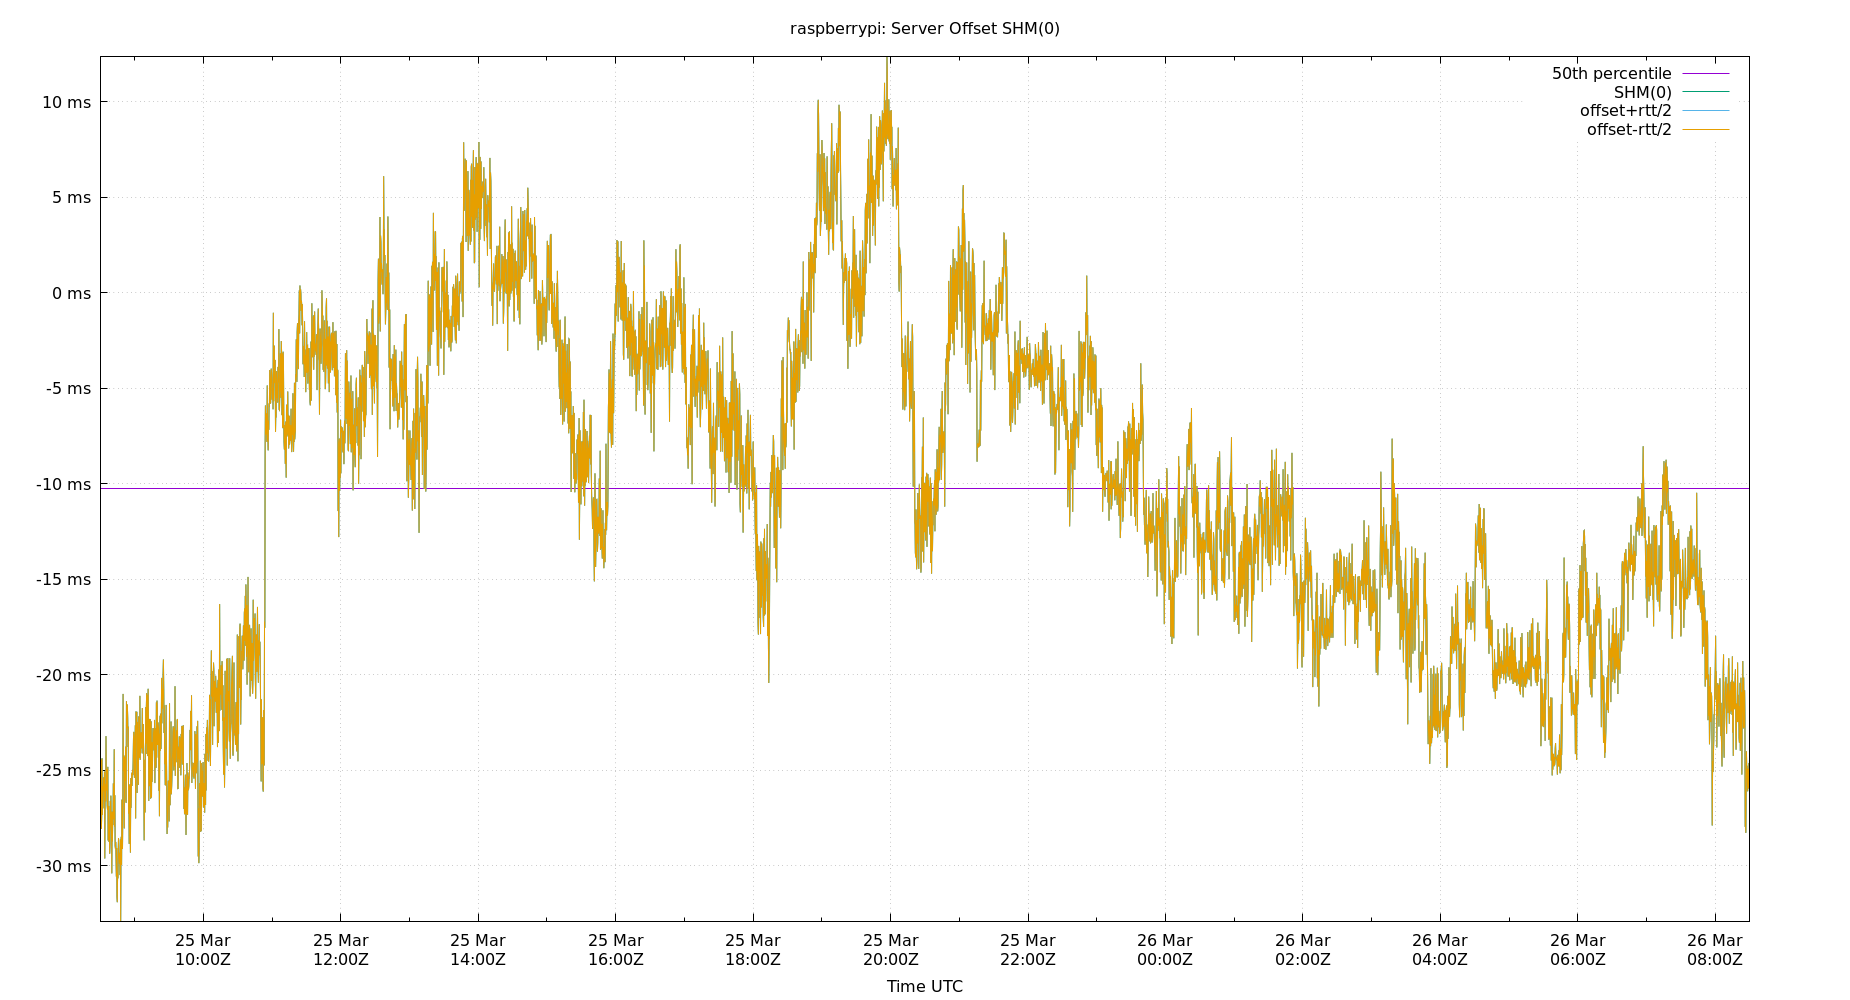 raspberrypi: Server Offset SHM(0)
50th percentile
SHM(0)
offset+rtt/2
offset-rtt/2
10 ms
5 ms
0 ms
-5 ms
-10 ms
-15 ms
-20 ms
-25 ms
-30 ms
25 Mar 25 Mar 25 Mar 25 Mar 25 Mar 25 Mar 25 Mar 26 Mar 26 Mar 26 Mar 26 Mar 26 Mar
10:00Z 12:00Z 14:00Z 16:00Z 18:00Z 20:00Z 22:00Z 00:00Z 02:00Z 04:00Z 06:00Z 08:00Z
Time UTC